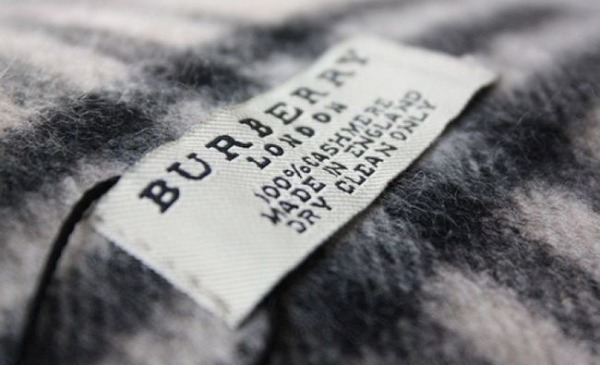 BURBERRY
LONDON
100%CASHMERE
MADE IN ENGLAND
DRY CLEAN ONLY